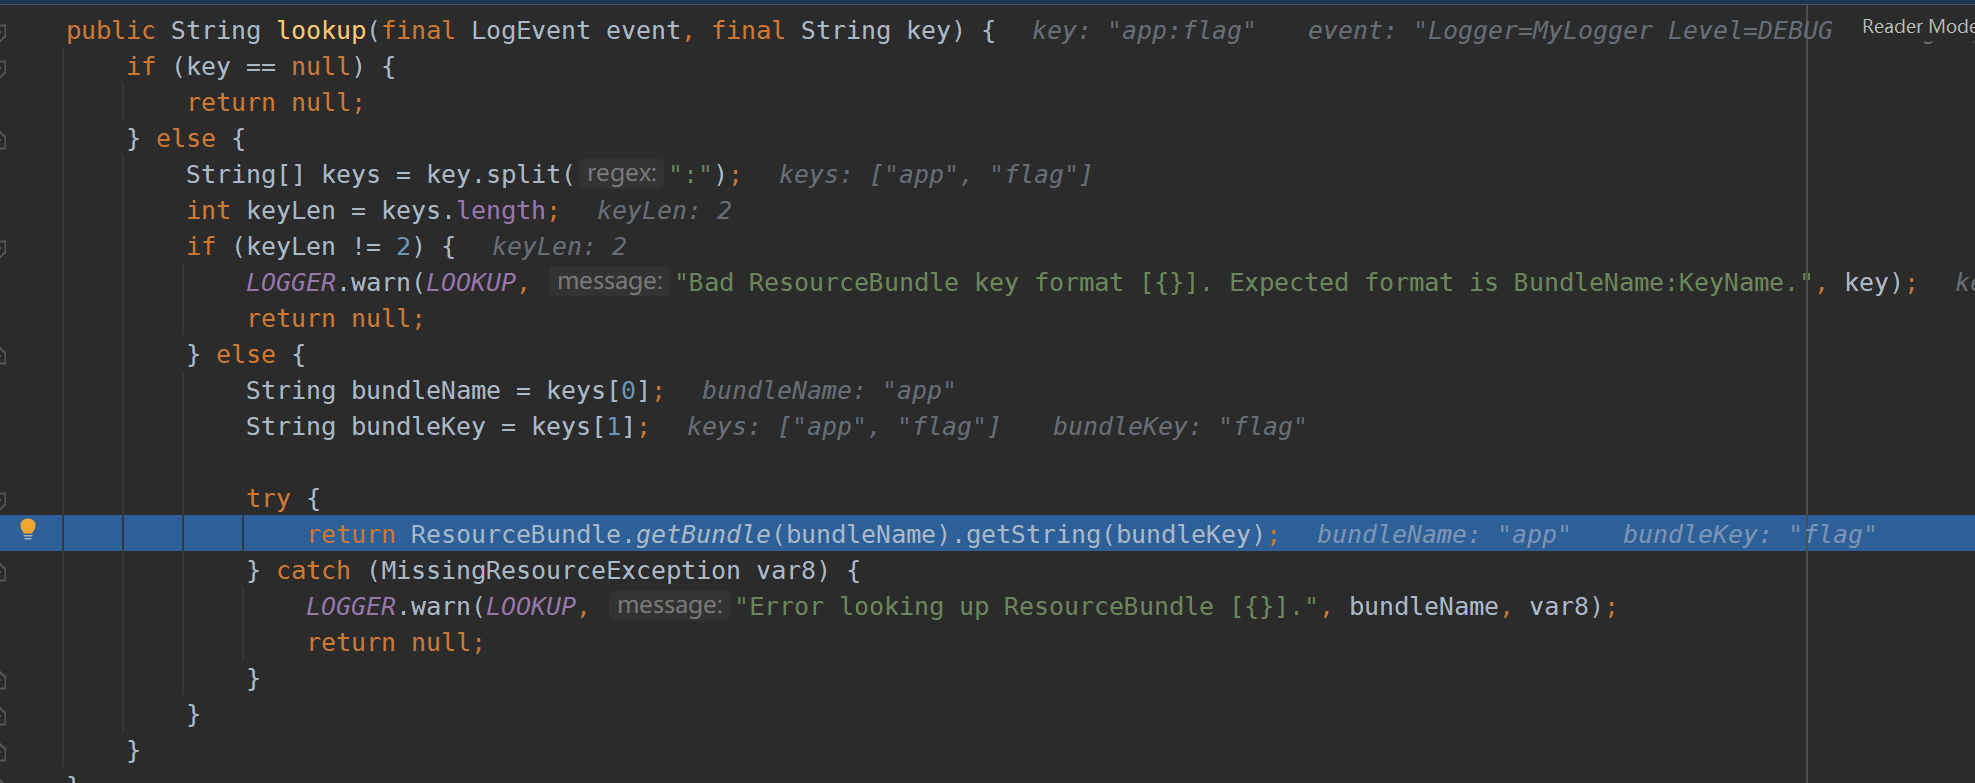 public String lookup(final LogEvent event, final String key) { key: "app:flag" event: "Logger=MyLogger Level=DEBUG Reader Mode
if (key == null) {
return null;
} else {
String[] keys = key.split( regex: ":"); keys: ["app", "flag"]
int keyLen = keys.length; keyLen: 2
if (keyLen != 2) { keyLen: 2
LOGGER.warn(LOOKUP, message: "Bad ResourceBundle key format [{}]. Expected format is BundleName:KeyName.", key);
return null;
} else {
String bundleName = keys[0]; bundleName: "app"
String bundleKey = keys[1]; keys: ["app", "flag"] bundleKey: "flag"
try {
return ResourceBundle.getBundle(bundleName).getString(bundleKey); bundleName: "app" bundleKey: "flag"
} catch (MissingResourceException var8) {
LOGGER.warn(LOOKUP, message: "Error looking up ResourceBundle [{}].", bundleName, var8);
return null;
}
}
}
}